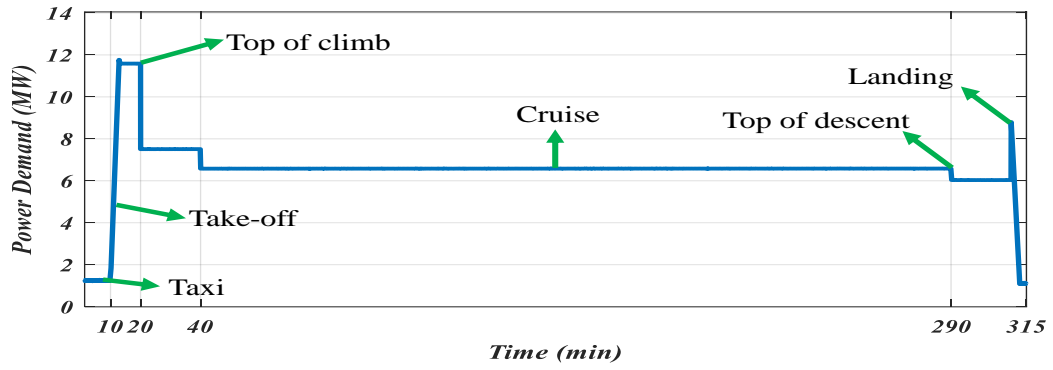 14
12
10
8
6
4
2
0
Power Demand (MW)
Top of climb
Landing
Cruise
Top of descent
Take-off
Taxi
10 20 40 290 315
Time (min)